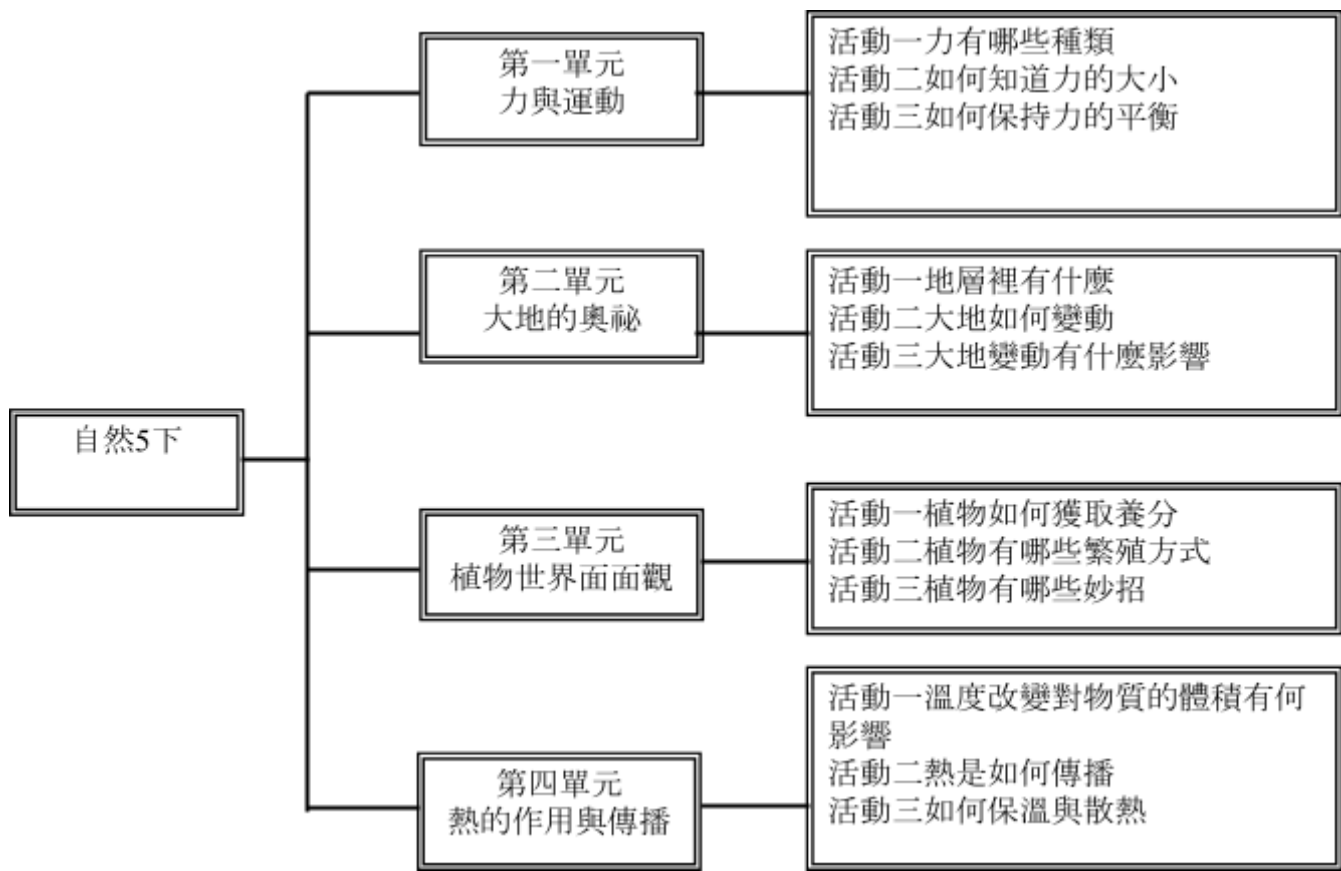 自然5下
第一單元
力與運動
活動一力有哪些種類
活動二如何知道力的大小
活動三如何保持力的平衡
第二單元
大地的奧祕
活動一地層裡有什麼
活動二大地如何變動
活動三大地變動有什麼影響
第三單元
植物世界面面觀
活動一植物如何獲取養分
活動二植物有哪些繁殖方式
活動三植物有哪些妙招
第四單元
熱的作用與傳播
活動一溫度改變對物質的體積有何
影響
活動二熱是如何傳播
活動三如何保溫與散熱